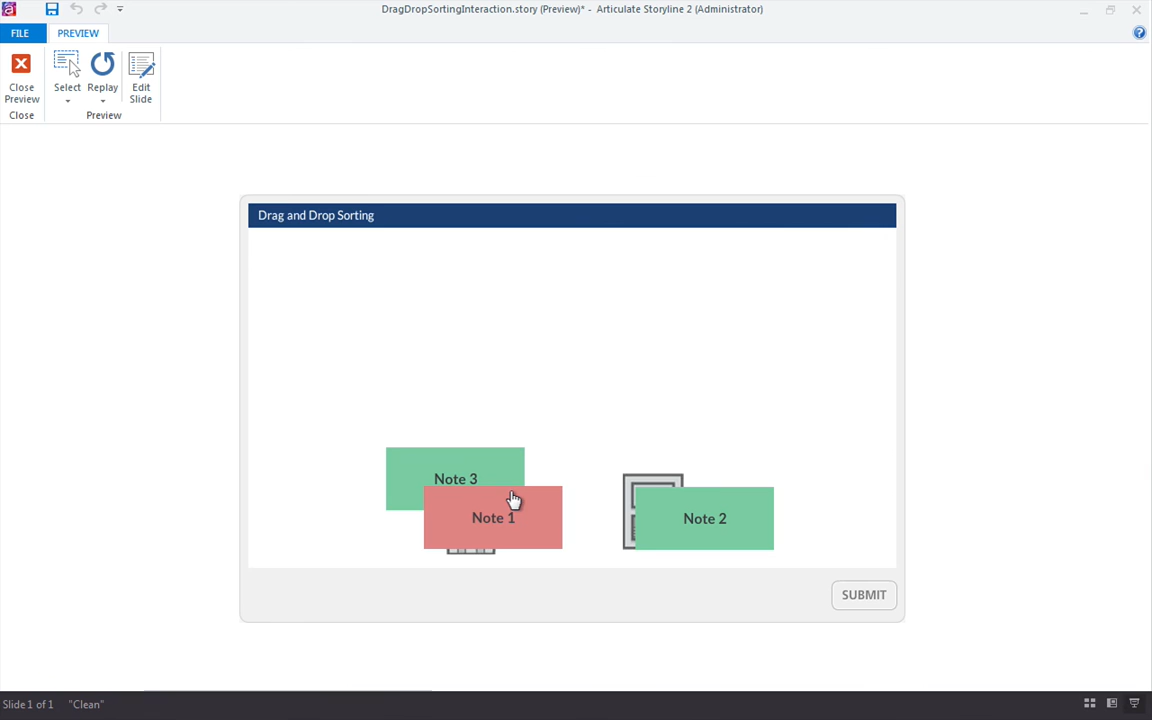 DragDropSortingInteraction.story (Preview)* - Articulate Storyline 2 (Administrator)
FILE
PREVIEW
Close
Preview
Select
Replay
Edit
Slide
Close
Preview
Drag and Drop Sorting
Note 3
Note 1
Note 2
SUBMIT
Slide 1 of 1
"Clean"